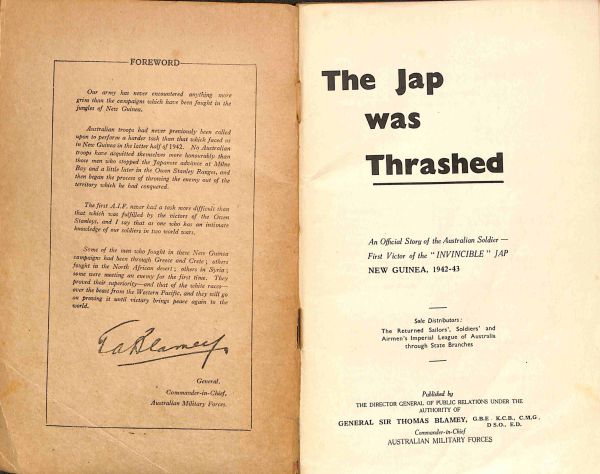 FOREWORD
Our army has never encountered anything more
grim than the campaigns which have been fought in the
jungles of New Guinea.
Australian troops had never previously been called
upon to perform a harder task than that which faced us
in New Guinea in the latter half of 1942. No Australian
troops have acquitted themselves more honourably than
those men who stopped the Japanese advance at Milne
Bay and a little later in the Owen Stanley Ranges, and
then began the process of throwing the enemy out of the
territory which he had conquered.
The first A.I.F. never had a task more difficult than
that which was fulfilled by the victors of the Owen
Stanleys, and I say that as one who has an intimate
knowledge of our soldiers in two world wars.
Some of the men who fought in these New Guinea
campaigns had been through Greece and Crete; others
fought in the North African desert; others in Syria;
some were meeting an enemy for the first time. They
proved their superiority—and that of the white races—
over the beast from the Western Pacific, and they will go
on proving it until victory brings peace again to the
world.
T a Blamey
General,
Commander-in-Chief,
Australian Military Forces.
The Jap
was
Thrashed
An Official Story of the Australian Soldier —
First Victor of the "INVINCIBLE" JAP
NEW GUINEA, 1942-43
Sole Distributors:
The Returned Sailors', Soldiers' and
Airmen's Imperial League of Australia
through State Branches
Published by
THE DIRECTOR GENERAL OF PUBLIC RELATIONS UNDER THE
AUTHORITY OF
GENERAL SIR THOMAS BLAMEY, G.B.E. K.C.B., C.M.G.,
D.S.O., E.D.
Commander-in-Chief
AUSTRALIAN MILITARY FORCES